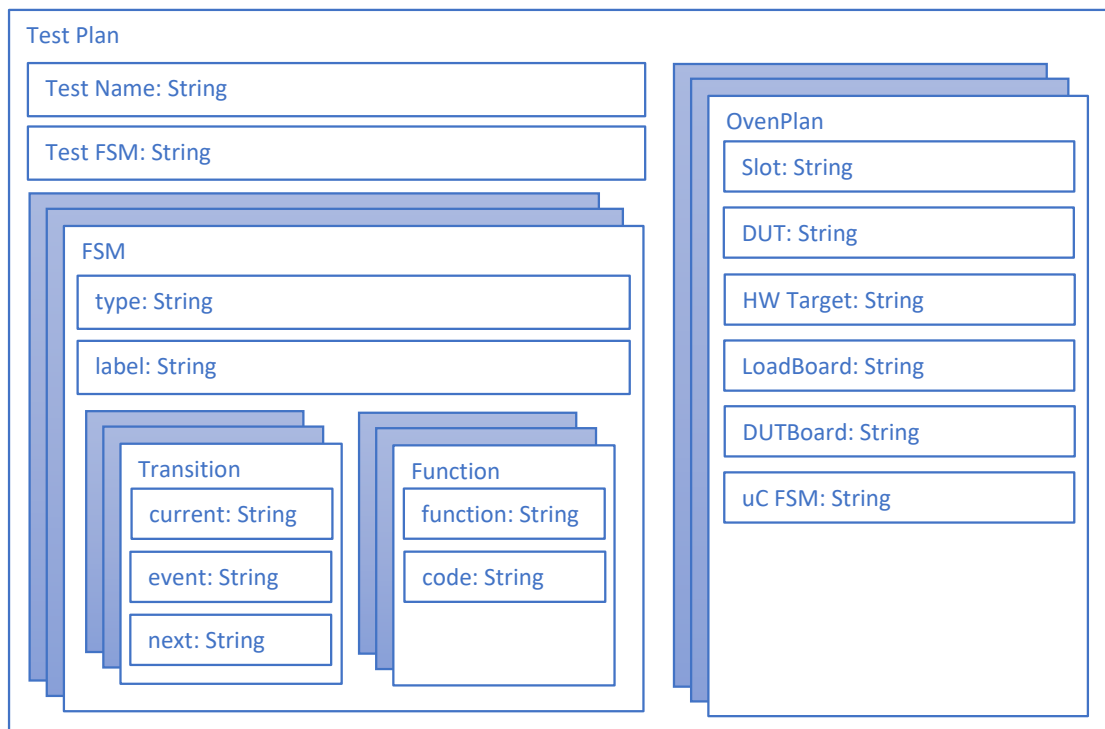 Test Plan
Test Name: String
Test FSM: String
FSM
type: String
label: String
Transition
current: String
event: String
next: String
Function
function: String
code: String
OvenPlan
Slot: String
DUT: String
HW Target: String
LoadBoard: String
DUTBoard: String
uC FSM: String